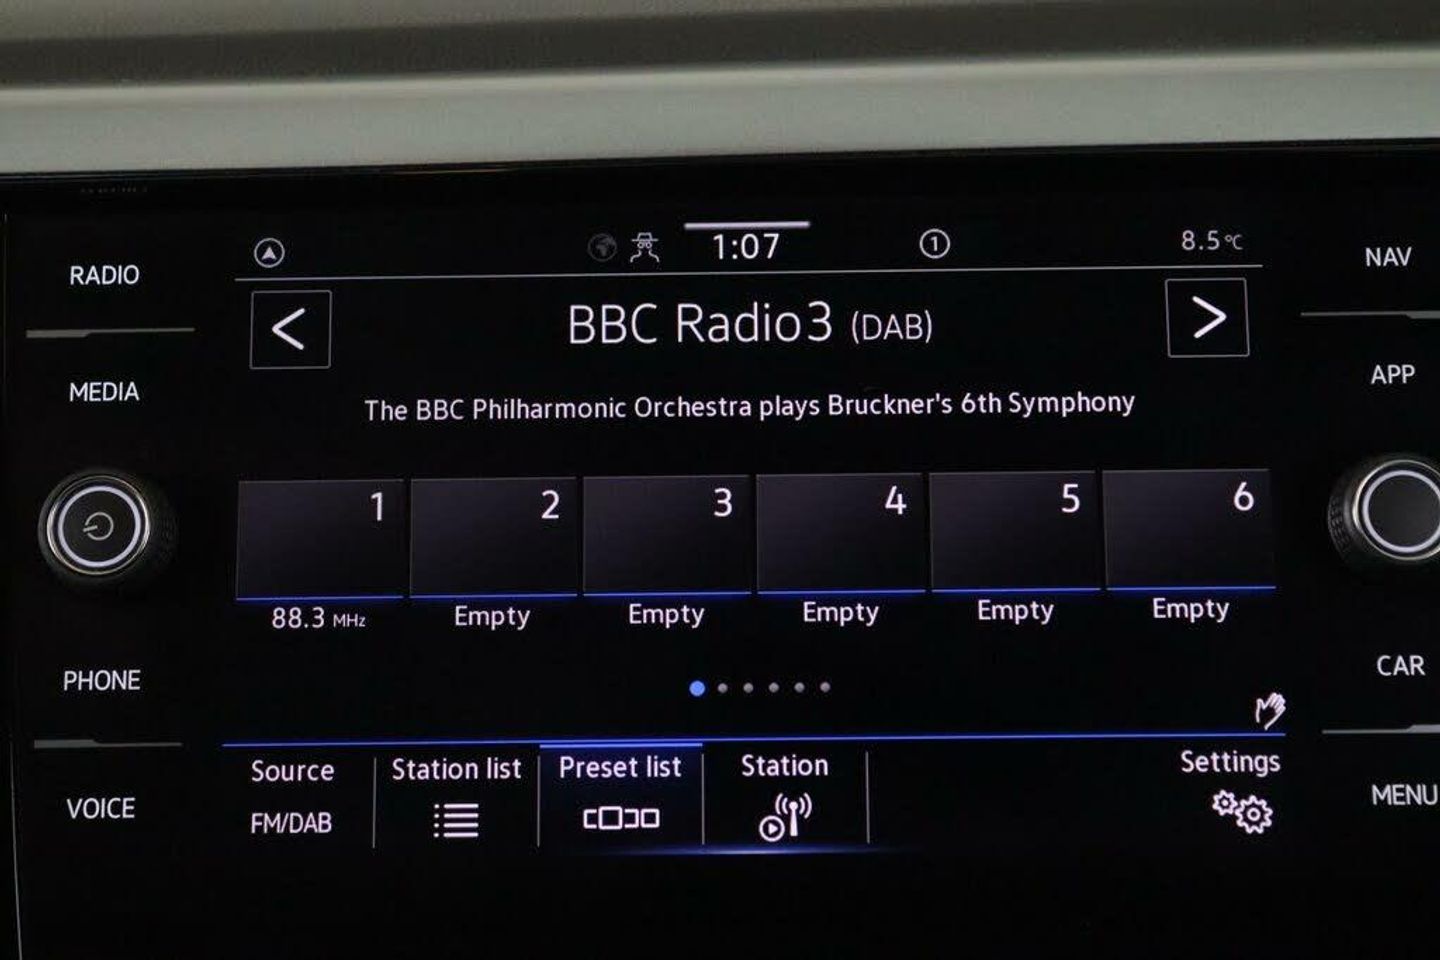 1:07
1
8.5 °C
RADIO
NAV
BBC Radio3 (DAB)
MEDIA
APP
The BBC Philharmonic Orchestra plays Bruckner's 6th Symphony
1 2 3 4 5 6
88.3 MHz Empty Empty Empty Empty Empty
PHONE
CAR
Source Station list Preset list Station Settings
FM/DAB
VOICE
MENU